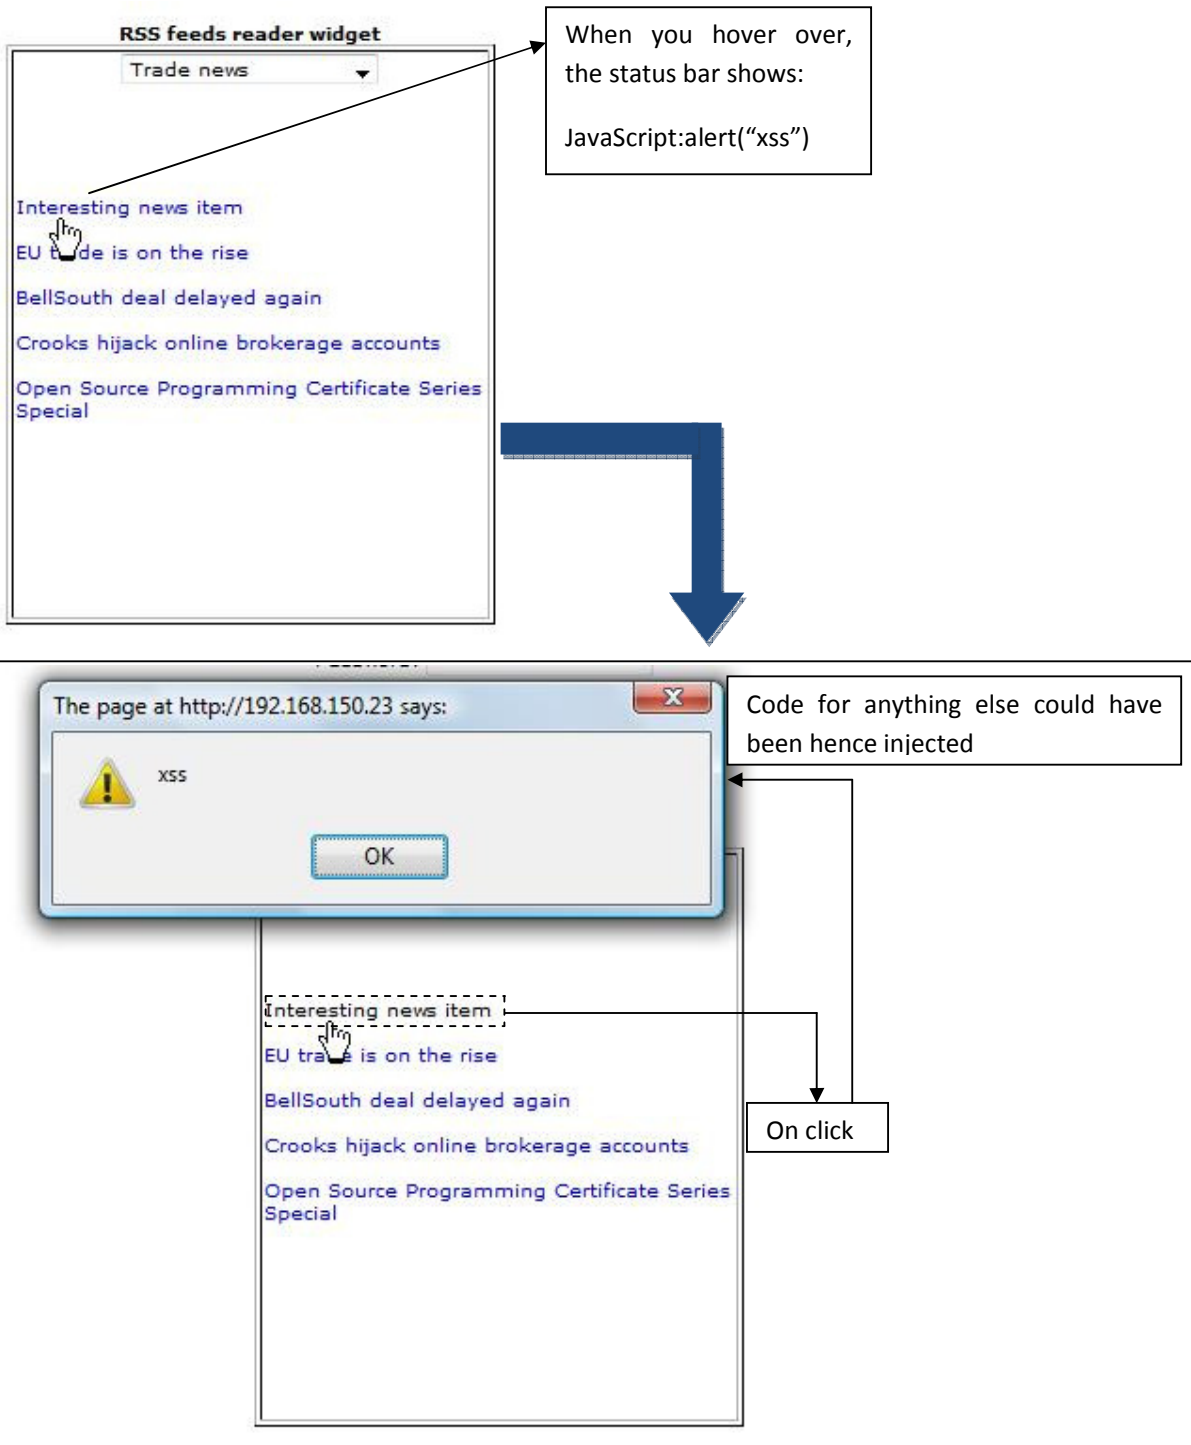 RSS feeds reader widget
Trade news
When you hover over,
the status bar shows:
JavaScript:alert(“xss”)
Interesting news item
EU trade is on the rise
BellSouth deal delayed again
Crooks hijack online brokerage accounts
Open Source Programming Certificate Series
Special
The page at http://192.168.150.23 says:
xss
OK
Code for anything else could have
been hence injected
Interesting news item
EU trade is on the rise
BellSouth deal delayed again
On click
Crooks hijack online brokerage accounts
Open Source Programming Certificate Series
Special